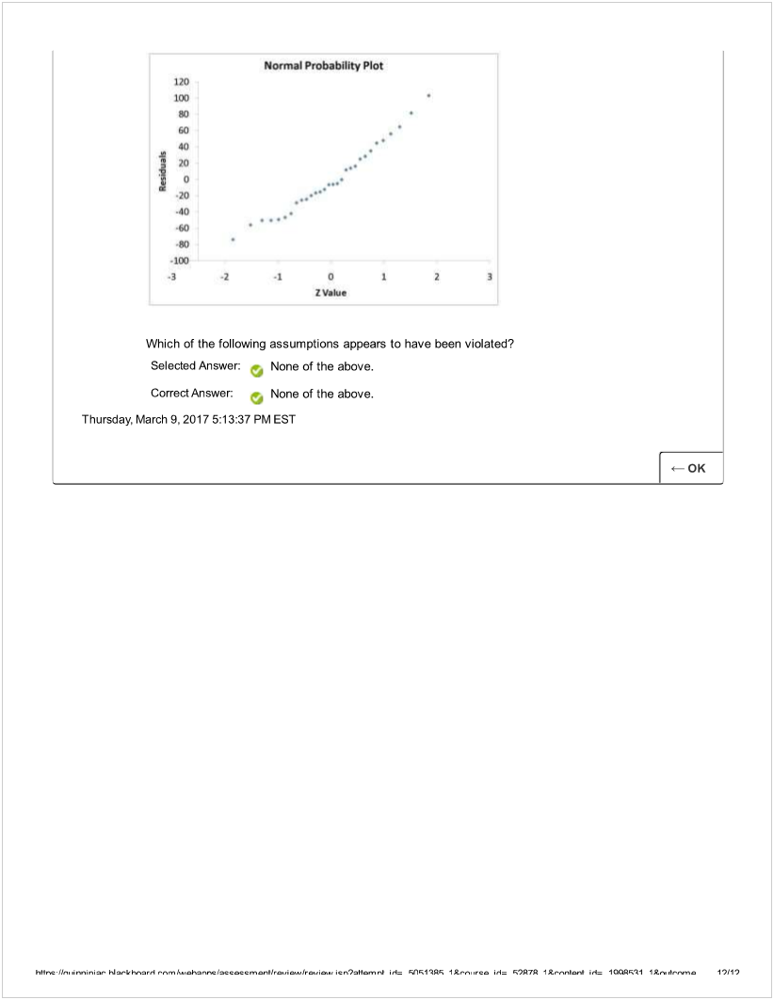 Normal Probability Plot
120
100
80
60
40
20
0
-20
-40
-60
-80
-100
Residuals
-3 -2 -1 0 1 2 3
Z Value
Which of the following assumptions appears to have been violated?
Selected Answer: None of the above.
Correct Answer: None of the above.
Thursday, March 9, 2017 5:13:37 PM EST
← OK
https://quinnipiac.blackboard.com/webapps/assessment/review/review.jsp?attempt_id=_5051385_1&course_id=_52878_1&content_id=_1998531_1&outcome… 12/12